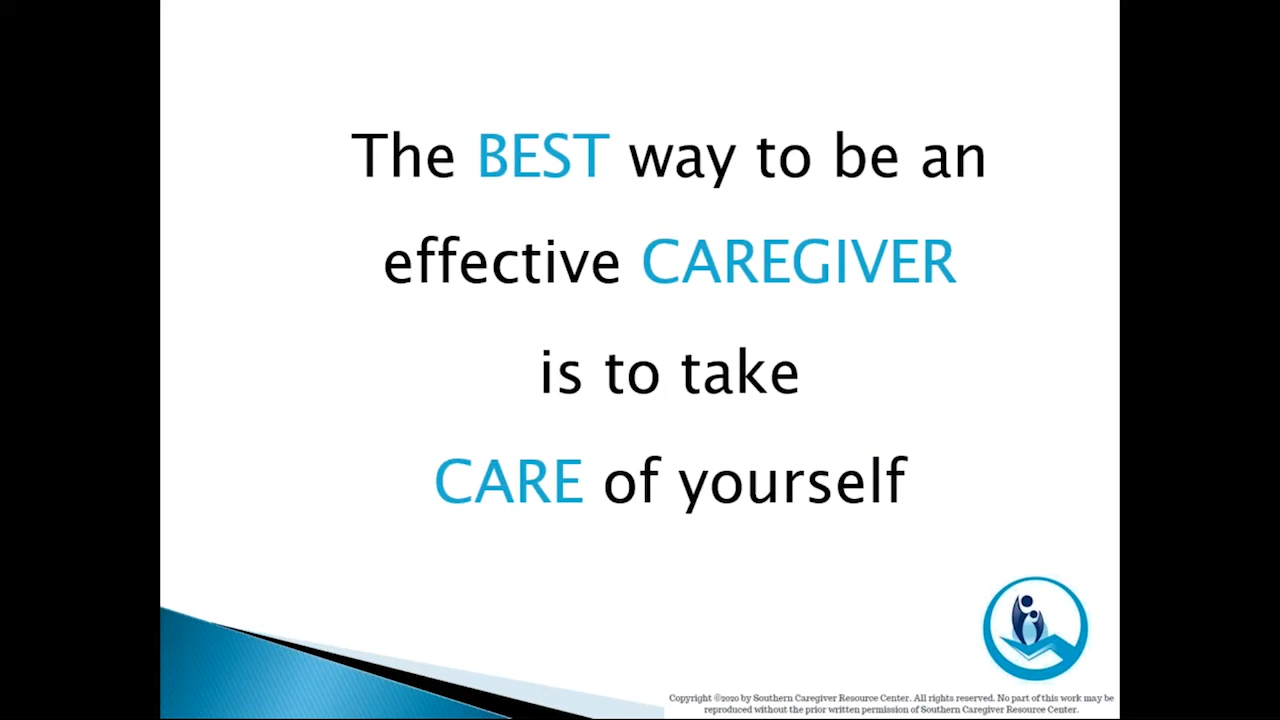 The BEST way to be an
effective CAREGIVER
is to take
CARE of yourself
Copyright ©2020 by Southern Caregiver Resource Center. All rights reserved. No part of this work may be
reproduced without the prior written permission of Southern Caregiver Resource Center.